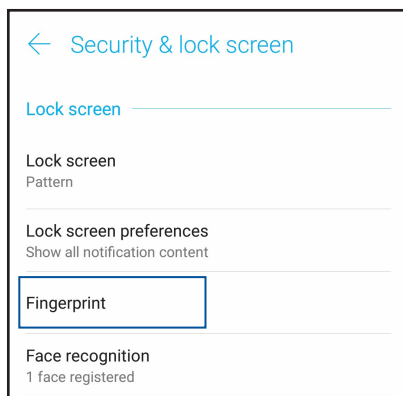 Security & lock screen
Lock screen
Lock screen
Pattern
Lock screen preferences
Show all notification content
Fingerprint
Face recognition
1 face registered